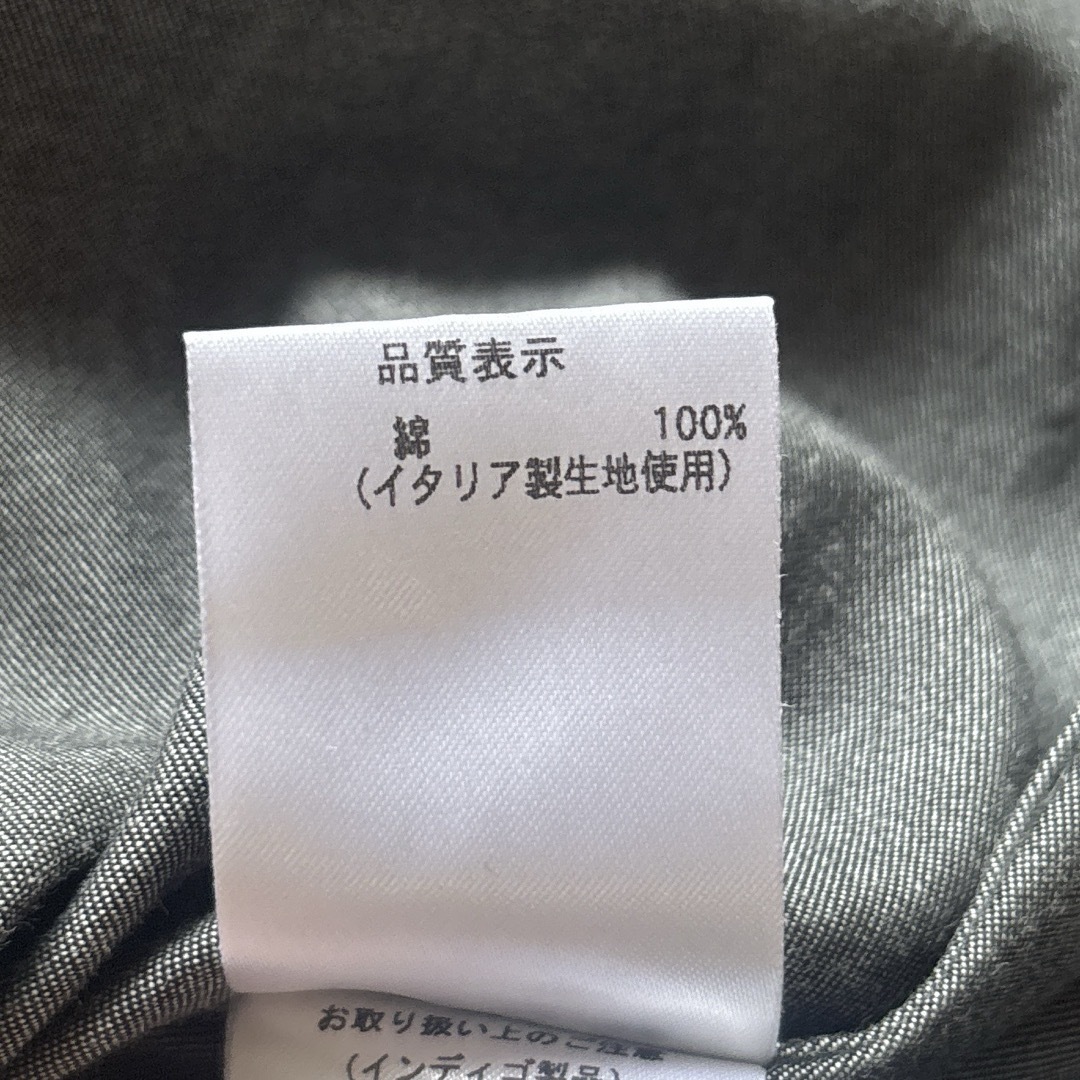 品質表示
綿 100%
(イタリア製生地使用)
お取り扱い上のご注意
(インディゴ製品)